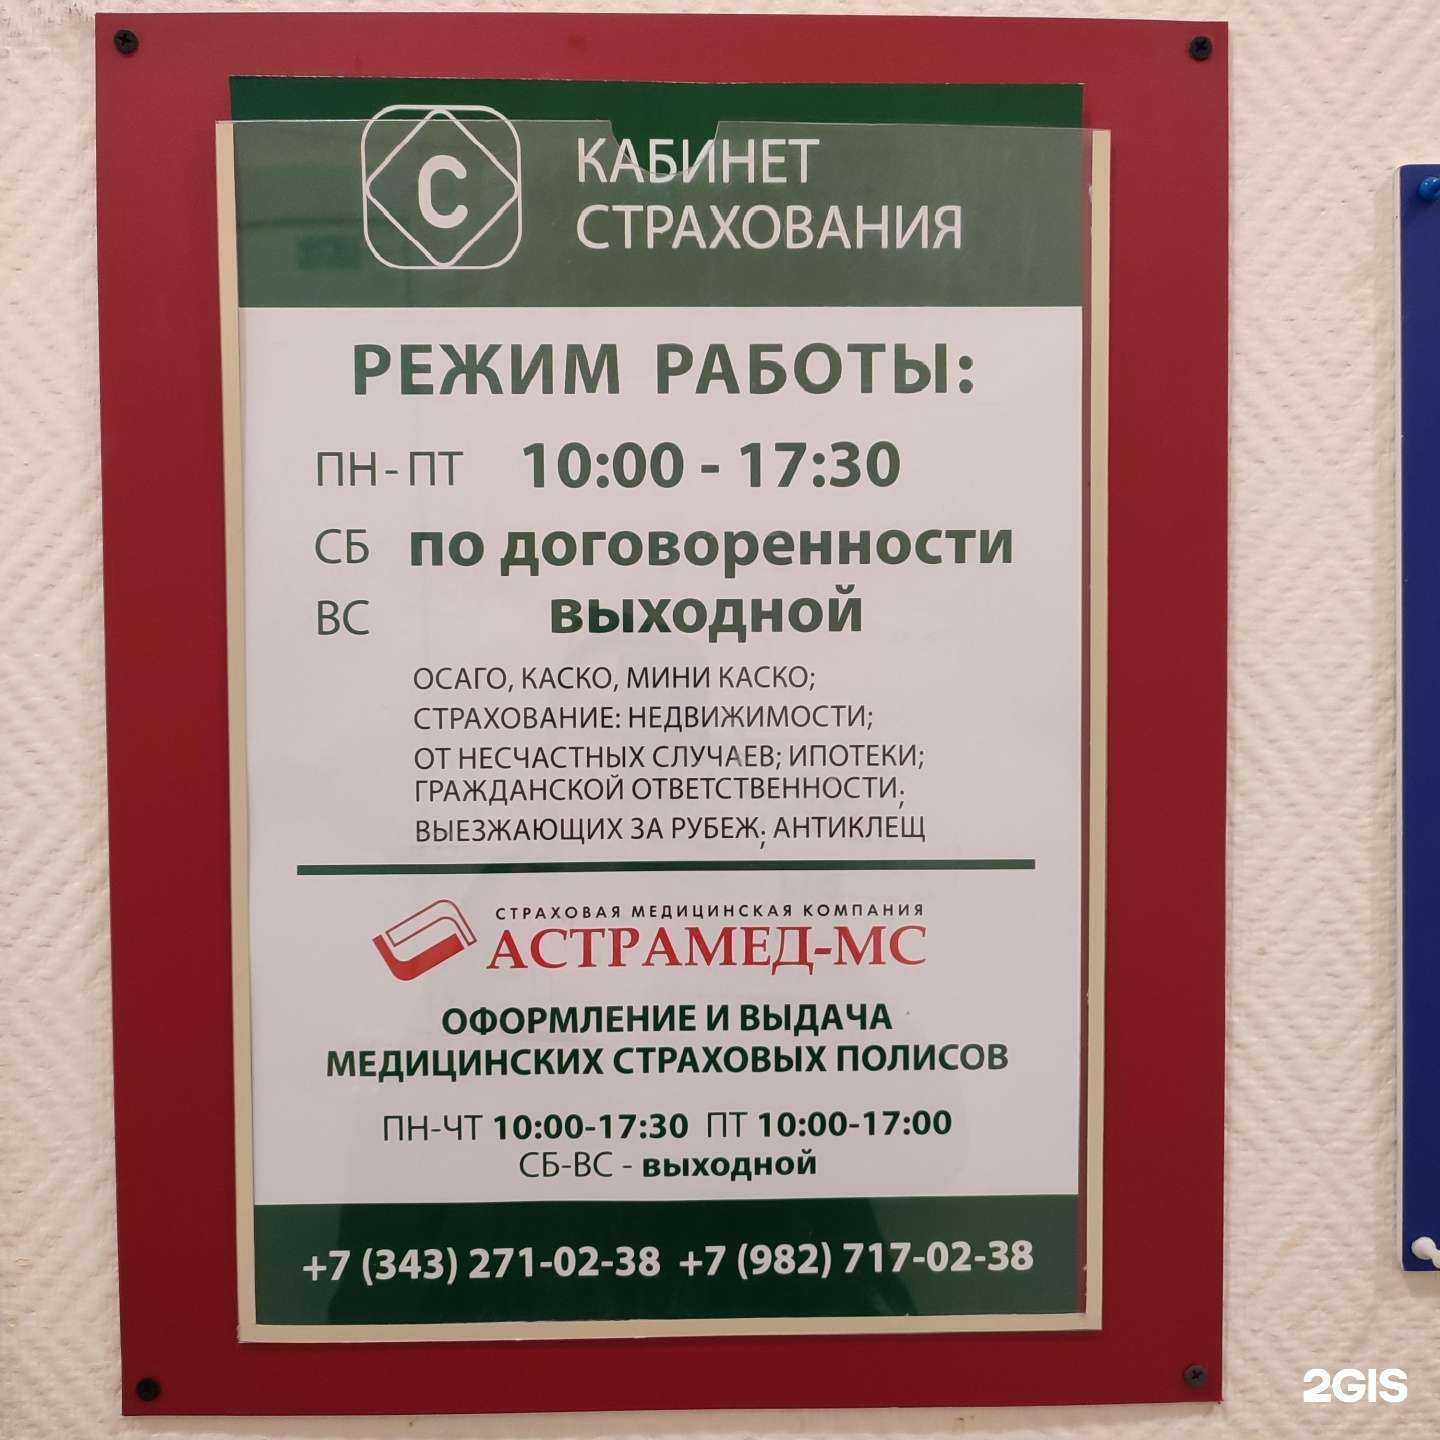 С
КАБИНЕТ
СТРАХОВАНИЯ
РЕЖИМ РАБОТЫ:
ПН-ПТ 10:00 - 17:30
СБ по договоренности
ВС выходной
ОСАГО, КАСКО, МИНИ КАСКО;
СТРАХОВАНИЕ: НЕДВИЖИМОСТИ;
ОТ НЕСЧАСТНЫХ СЛУЧАЕВ; ИПОТЕКИ;
ГРАЖДАНСКОЙ ОТВЕТСТВЕННОСТИ;
ВЫЕЗЖАЮЩИХ ЗА РУБЕЖ; АНТИКЛЕЩ
СТРАХОВАЯ МЕДИЦИНСКАЯ КОМПАНИЯ
АСТРАМЕД-МС
ОФОРМЛЕНИЕ И ВЫДАЧА
МЕДИЦИНСКИХ СТРАХОВЫХ ПОЛИСОВ
ПН-ЧТ 10:00-17:30 ПТ 10:00-17:00
СБ-ВС - выходной
+7 (343) 271-02-38 +7 (982) 717-02-38
2GIS